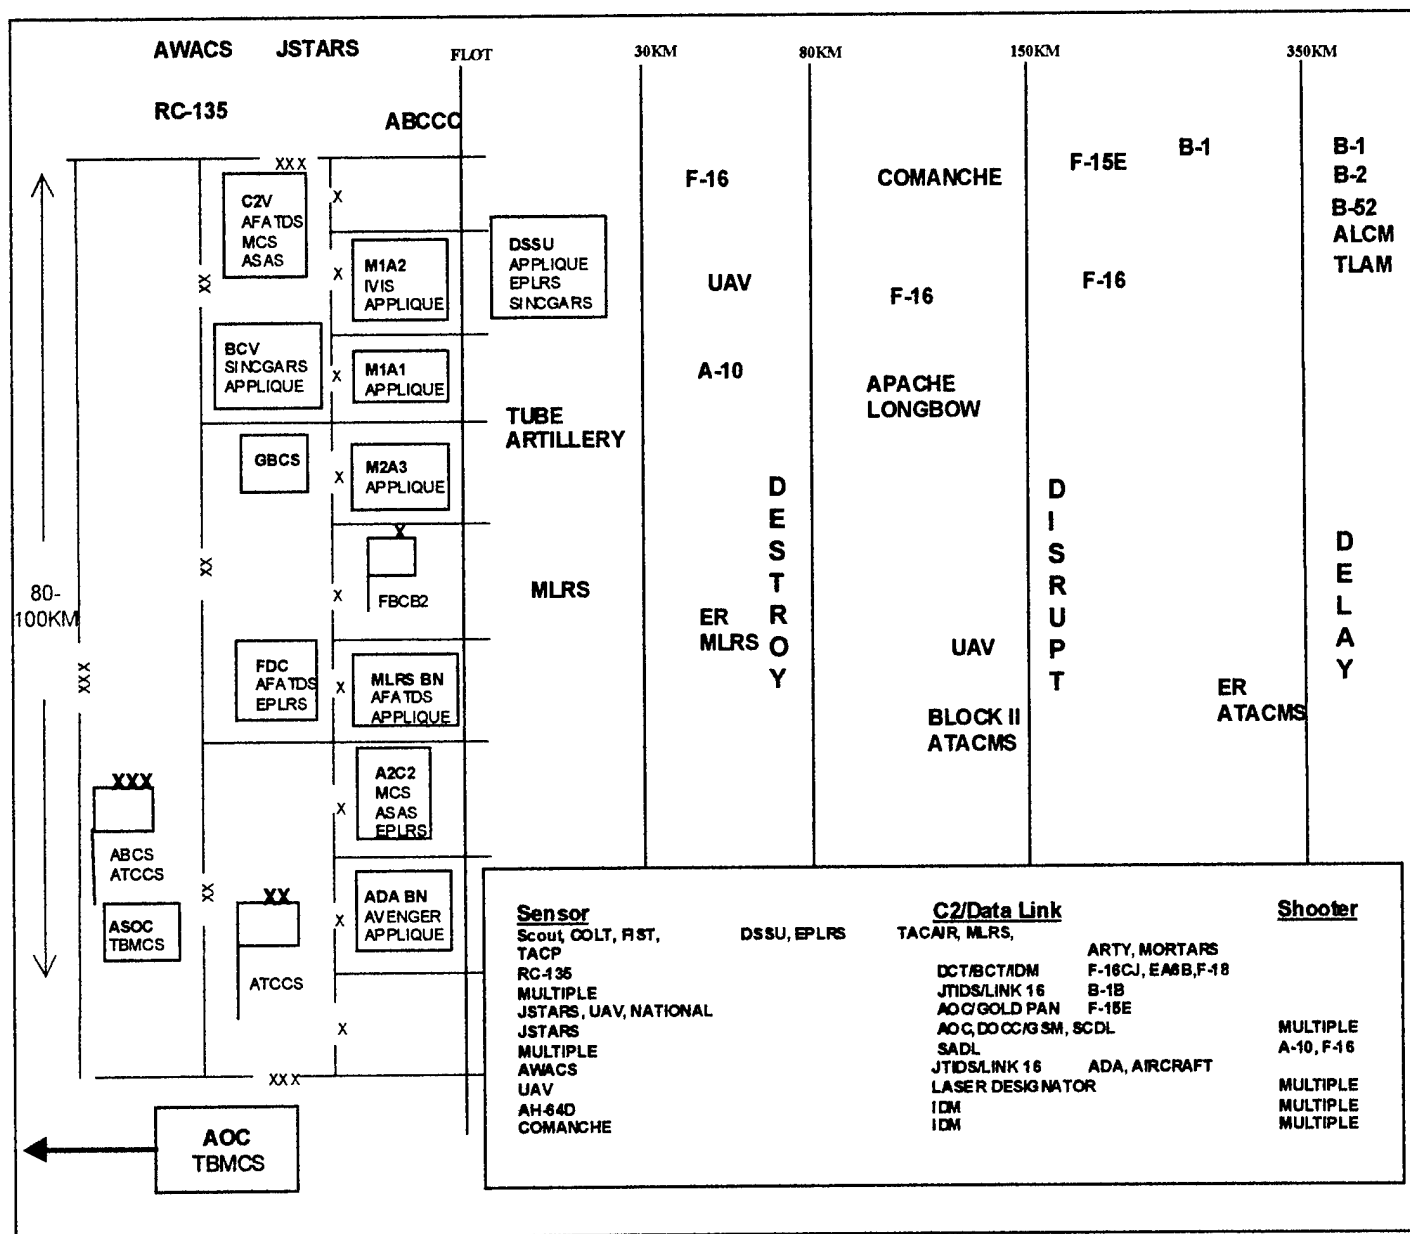 AWACS JSTARS
FLOT 30KM 80KM 150KM 350KM
RC-135
ABCCC
XXX
C2V
AFATDS
MCS
ASAS
X
XX
M1A2
IVIS
APPLIQUE
X
DSSU
APPLIQUE
EPLRS
SINCGARS
BCV
SINCGARS
APPLIQUE
M1A1
APPLIQUE
X
GBCS
M2A3
APPLIQUE
X
X
FBCB2
X
XX
80-
100KM
XXX
FDC
AFATDS
EPLRS
MLRS BN
AFATDS
APPLIQUE
X
A2C2
MCS
ASAS
EPLRS
X
XXX
ABCS
ATCCS
ASOC
TBMCS
XX
XX
ATCCS
ADA BN
AVENGER
APPLIQUE
X
X
XXX
AOC
TBMCS
TUBE
ARTILLERY
MLRS
F-16
UAV
A-10
ER
MLRS
DESTROY
COMANCHE
F-16
APACHE
LONGBOW
UAV
BLOCK II
ATACMS
DISRUPT
F-15E
B-1
F-16
ER
ATACMS
B-1
B-2
B-52
ALCM
TLAM
DELAY
Sensor C2/Data Link Shooter
Scout, COLT, FIST, DSSU, EPLRS TACAIR, MLRS,
TACP ARTY, MORTARS
RC-135 DCT/BCT/IDM F-16CJ, EA6B,F-18
MULTIPLE JTIDS/LINK 16 B-1B
JSTARS, UAV, NATIONAL AOC/GOLD PAN F-15E
JSTARS AOC,DOCC/GSM, SCDL MULTIPLE
MULTIPLE SADL A-10, F-16
AWACS JTIDS/LINK 16 ADA, AIRCRAFT
UAV LASER DESIGNATOR MULTIPLE
AH-64D IDM MULTIPLE
COMANCHE IDM MULTIPLE